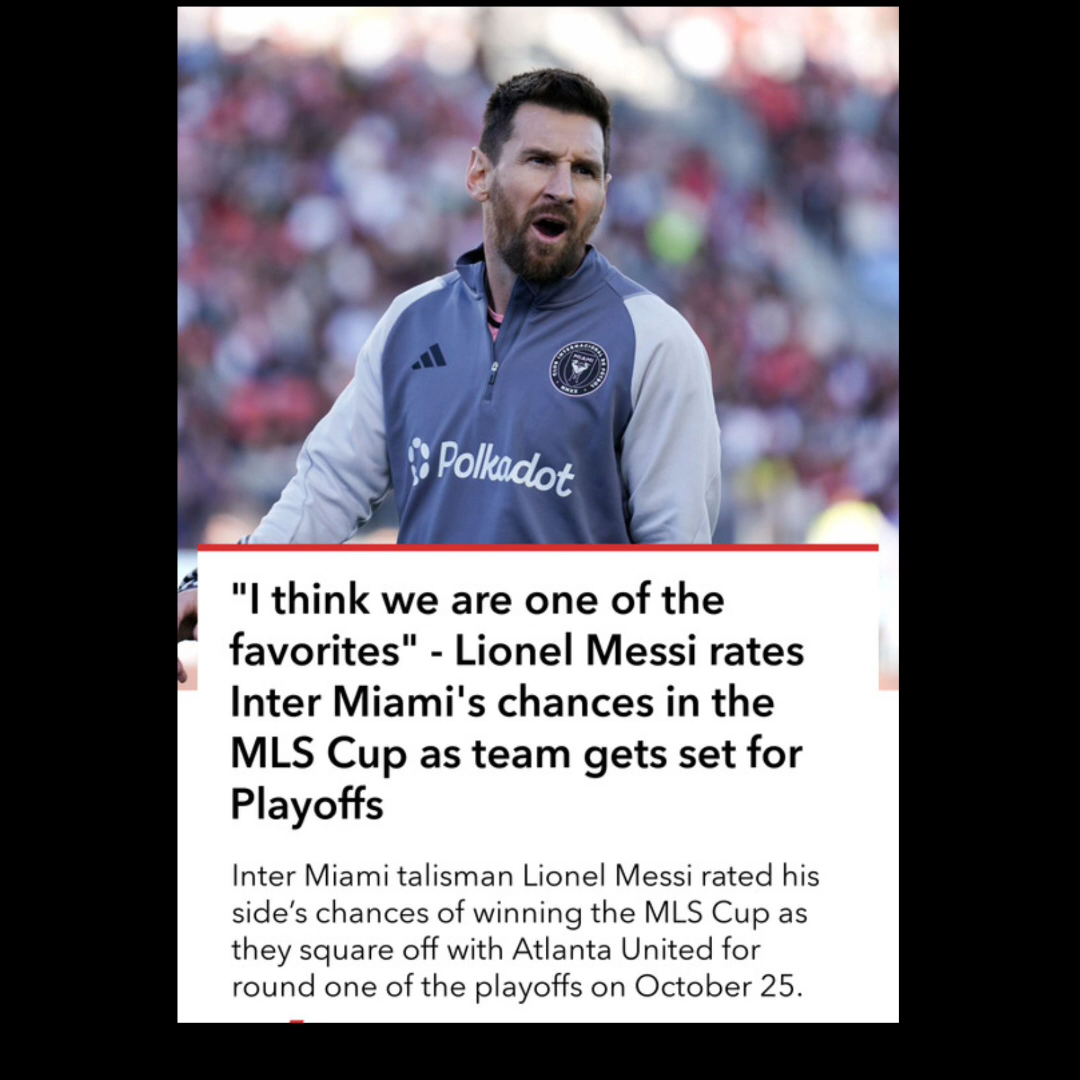 MIAMI
Polkadot
"I think we are one of the
favorites" - Lionel Messi rates
Inter Miami's chances in the
MLS Cup as team gets set for
Playoffs
Inter Miami talisman Lionel Messi rated his
side’s chances of winning the MLS Cup as
they square off with Atlanta United for
round one of the playoffs on October 25.